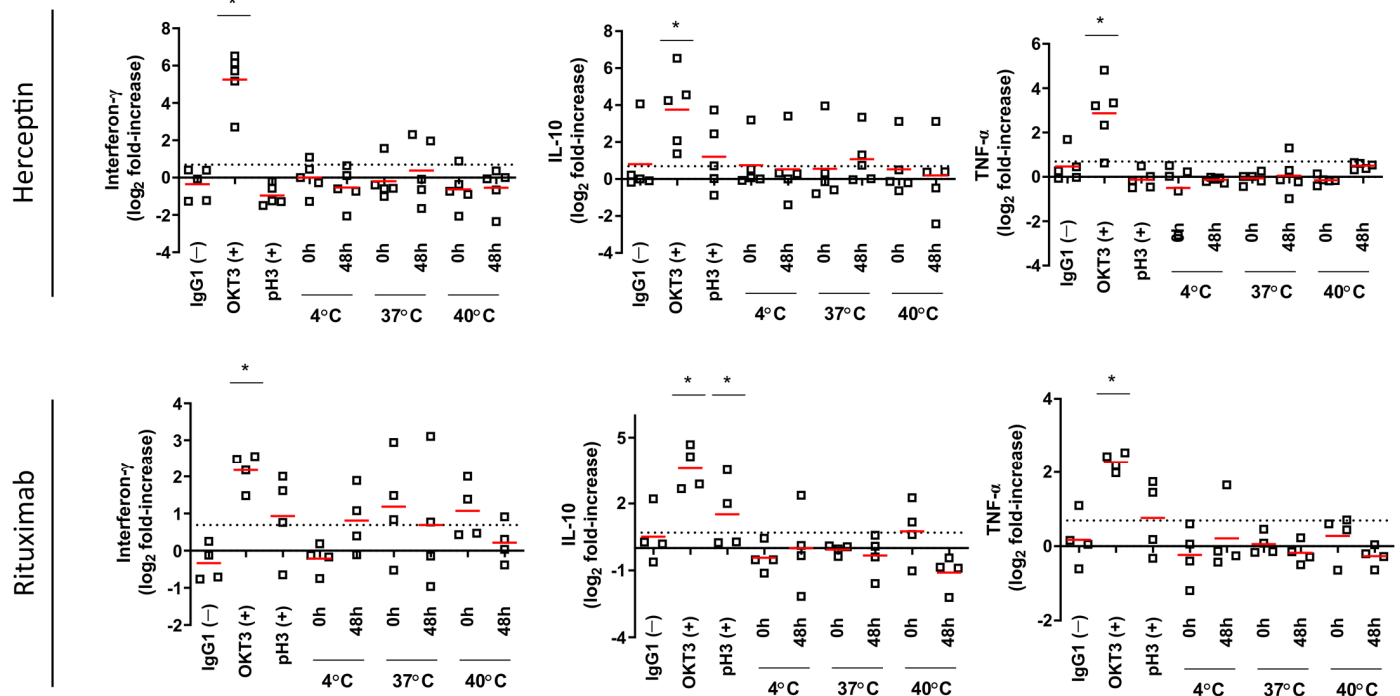 Herceptin
*
Interferon-γ
(log2 fold-increase)
8
6
4
2
0
-2
-4
IgG1 (−)
OKT3 (+)
pH3 (+)
0h
48h
0h
48h
0h
48h
4°C
37°C
40°C
*
IL-10
(log2 fold-increase)
8
6
4
2
0
-2
-4
IgG1 (−)
OKT3 (+)
pH3 (+)
0h
48h
0h
48h
0h
48h
4°C
37°C
40°C
*
TNF-α
(log2 fold-increase)
6
4
2
0
-2
-4
IgG1 (−)
OKT3 (+)
pH3 (+)
0h
48h
0h
48h
0h
48h
4°C
37°C
40°C
Rituximab
*
Interferon-γ
(log2 fold-increase)
4
3
2
1
0
-1
-2
IgG1 (−)
OKT3 (+)
pH3 (+)
0h
48h
0h
48h
0h
48h
4°C
37°C
40°C
*
*
IL-10
(log2 fold-increase)
5
2
-1
-4
IgG1 (−)
OKT3 (+)
pH3 (+)
0h
48h
0h
48h
0h
48h
4°C
37°C
40°C
*
TNF-α
(log2 fold-increase)
4
2
0
-2
IgG1 (−)
OKT3 (+)
pH3 (+)
0h
48h
0h
48h
0h
48h
4°C
37°C
40°C